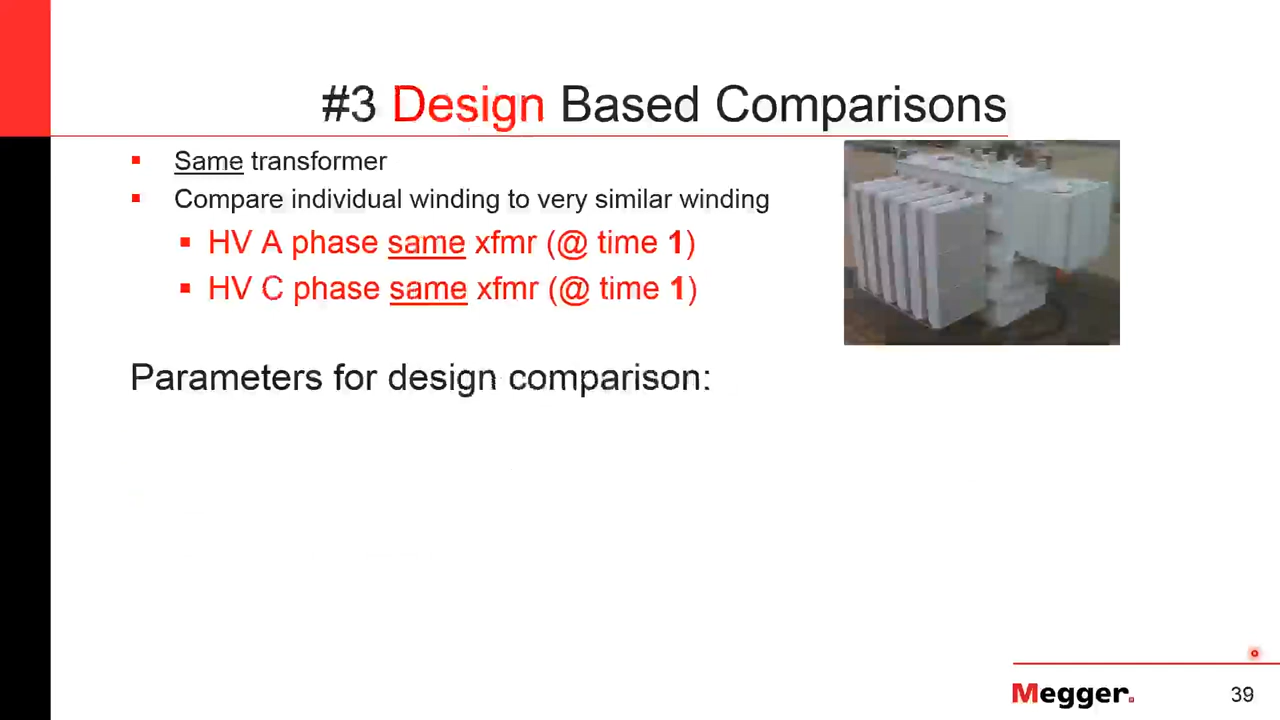 #3 Design Based Comparisons
Same transformer
Compare individual winding to very similar winding
HV A phase same xfmr (@ time 1)
HV C phase same xfmr (@ time 1)
Parameters for design comparison:
Megger.
39